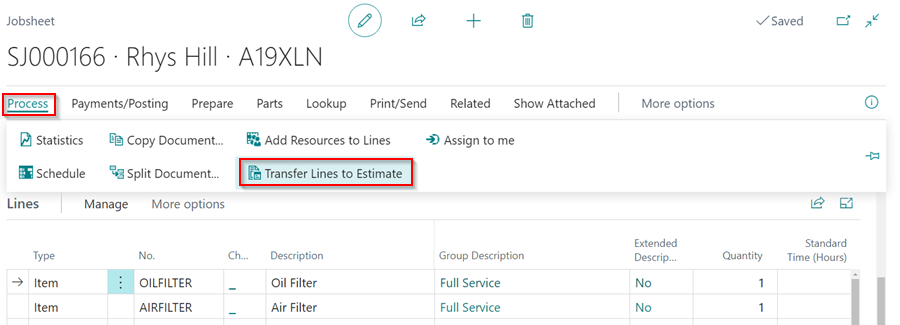 Jobsheet
Saved
SJ000166 · Rhys Hill · A19XLN
Process Payments/Posting Prepare Parts Lookup Print/Send Related Show Attached More options
Statistics Copy Document... Add Resources to Lines Assign to me
Schedule Split Document... Transfer Lines to Estimate
Lines Manage More options
Type No. Ch... Description Group Description Extended Descrip... Quantity Standard Time (Hours)
Item OILFILTER _ Oil Filter Full Service No 1
Item AIRFILTER _ Air Filter Full Service No 1